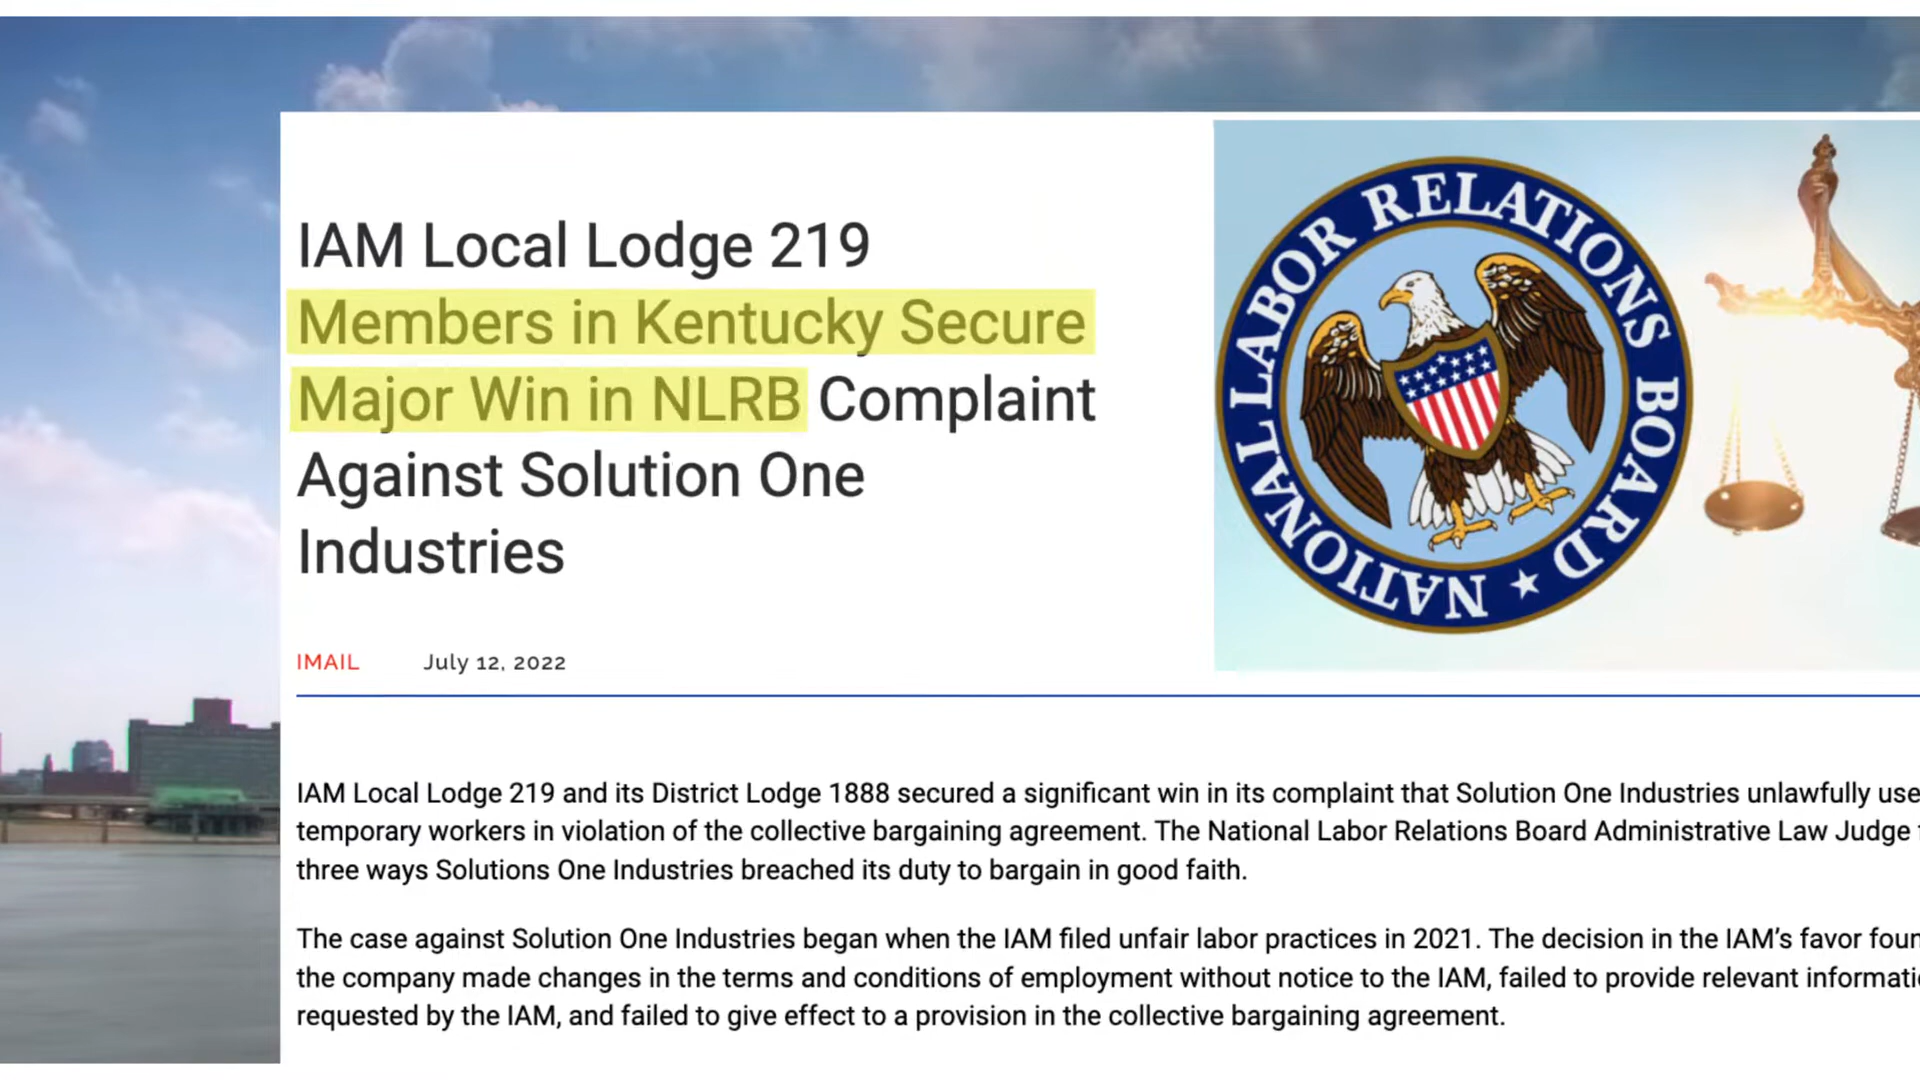 IAM Local Lodge 219
Members in Kentucky Secure
Major Win in NLRB Complaint
Against Solution One
Industries
NATIONAL LABOR RELATIONS BOARD
IMAIL July 12, 2022
IAM Local Lodge 219 and its District Lodge 1888 secured a significant win in its complaint that Solution One Industries unlawfully use
temporary workers in violation of the collective bargaining agreement. The National Labor Relations Board Administrative Law Judge
three ways Solutions One Industries breached its duty to bargain in good faith.
The case against Solution One Industries began when the IAM filed unfair labor practices in 2021. The decision in the IAM's favor foun
the company made changes in the terms and conditions of employment without notice to the IAM, failed to provide relevant informati
requested by the IAM, and failed to give effect to a provision in the collective bargaining agreement.